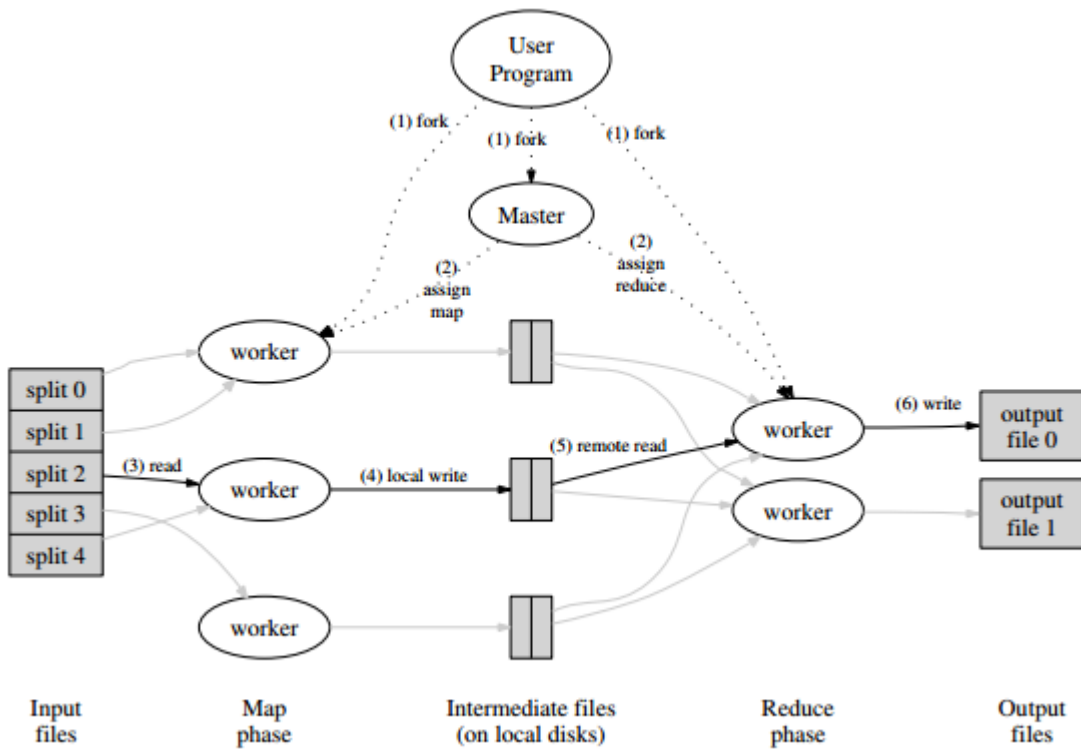 User
Program
(1) fork
(1) fork
(1) fork
Master
(2)
assign
map
(2)
assign
reduce
worker
split 0
split 1
split 2
split 3
split 4
(3) read
worker
(4) local write
(5) remote read
worker
(6) write
output
file 0
worker
output
file 1
worker
Input
files
Map
phase
Intermediate files
(on local disks)
Reduce
phase
Output
files